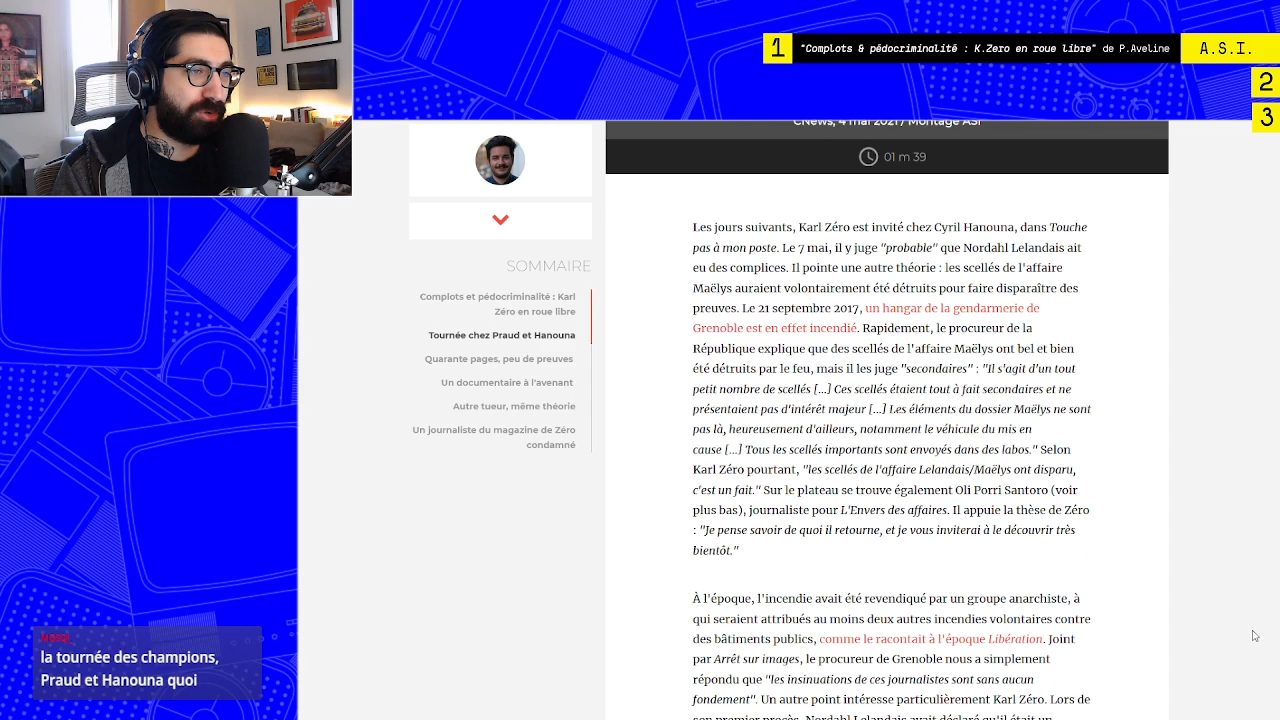 1 "Complots & pédocriminalité : K.Zero en roue libre" de P.Aveline A.S.I.
2
3
CNews, 4 mai 2021 / Montage ASI
01 m 39
SOMMAIRE
Complots et pédocriminalité : Karl
Zéro en roue libre
Tournée chez Praud et Hanouna
Quarante pages, peu de preuves
Un documentaire à l'avenant
Autre tueur, même théorie
Un journaliste du magazine de Zéro
condamné
Les jours suivants, Karl Zéro est invité chez Cyril Hanouna, dans Touche
pas à mon poste. Le 7 mai, il y juge "probable" que Nordahl Lelandais ait
eu des complices. Il pointe une autre théorie : les scellés de l'affaire
Maëlys auraient volontairement été détruits pour faire disparaître des
preuves. Le 21 septembre 2017, un hangar de la gendarmerie de
Grenoble est en effet incendié. Rapidement, le procureur de la
République explique que des scellés de l'affaire Maëlys ont bel et bien
été détruits par le feu, mais il les juge "secondaires" : "Il s'agit d'un tout
petit nombre de scellés [...] Ces scellés étaient tout à fait secondaires et ne
présentaient pas d'intérêt majeur [...] Les éléments du dossier Maëlys ne sont
pas là, heureusement d'ailleurs, notamment le véhicule du mis en
cause [...] Tous les scellés importants sont envoyés dans des labos." Selon
Karl Zéro pourtant, "les scellés de l'affaire Lelandais/Maëlys ont disparu,
c'est un fait." Sur le plateau se trouve également Oli Porri Santoro (voir
plus bas), journaliste pour L'Envers des affaires. Il appuie la thèse de Zéro
: "Je pense savoir de quoi il retourne, et je vous inviterai à le découvrir très
bientôt."
À l'époque, l'incendie avait été revendiqué par un groupe anarchiste, à
qui seraient attribués au moins deux autres incendies volontaires contre
des bâtiments publics, comme le racontait à l'époque Libération. Joint
par Arrêt sur images, le procureur de Grenoble nous a simplement
répondu que "les insinuations de ces journalistes sont sans aucun
fondement". Un autre point intéresse particulièrement Karl Zéro. Lors de
son premier procès, Nordahl Lelandais avait déclaré qu'il était un
la tournée des champions,
Praud et Hanouna quoi